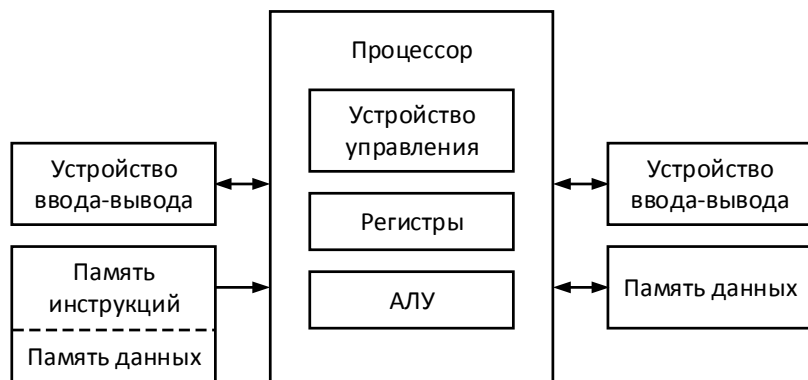 Процессор
Устройство
управления
Регистры
АЛУ
Устройство
ввода-вывода
Память
инструкций
Память данных
Устройство
ввода-вывода
Память данных